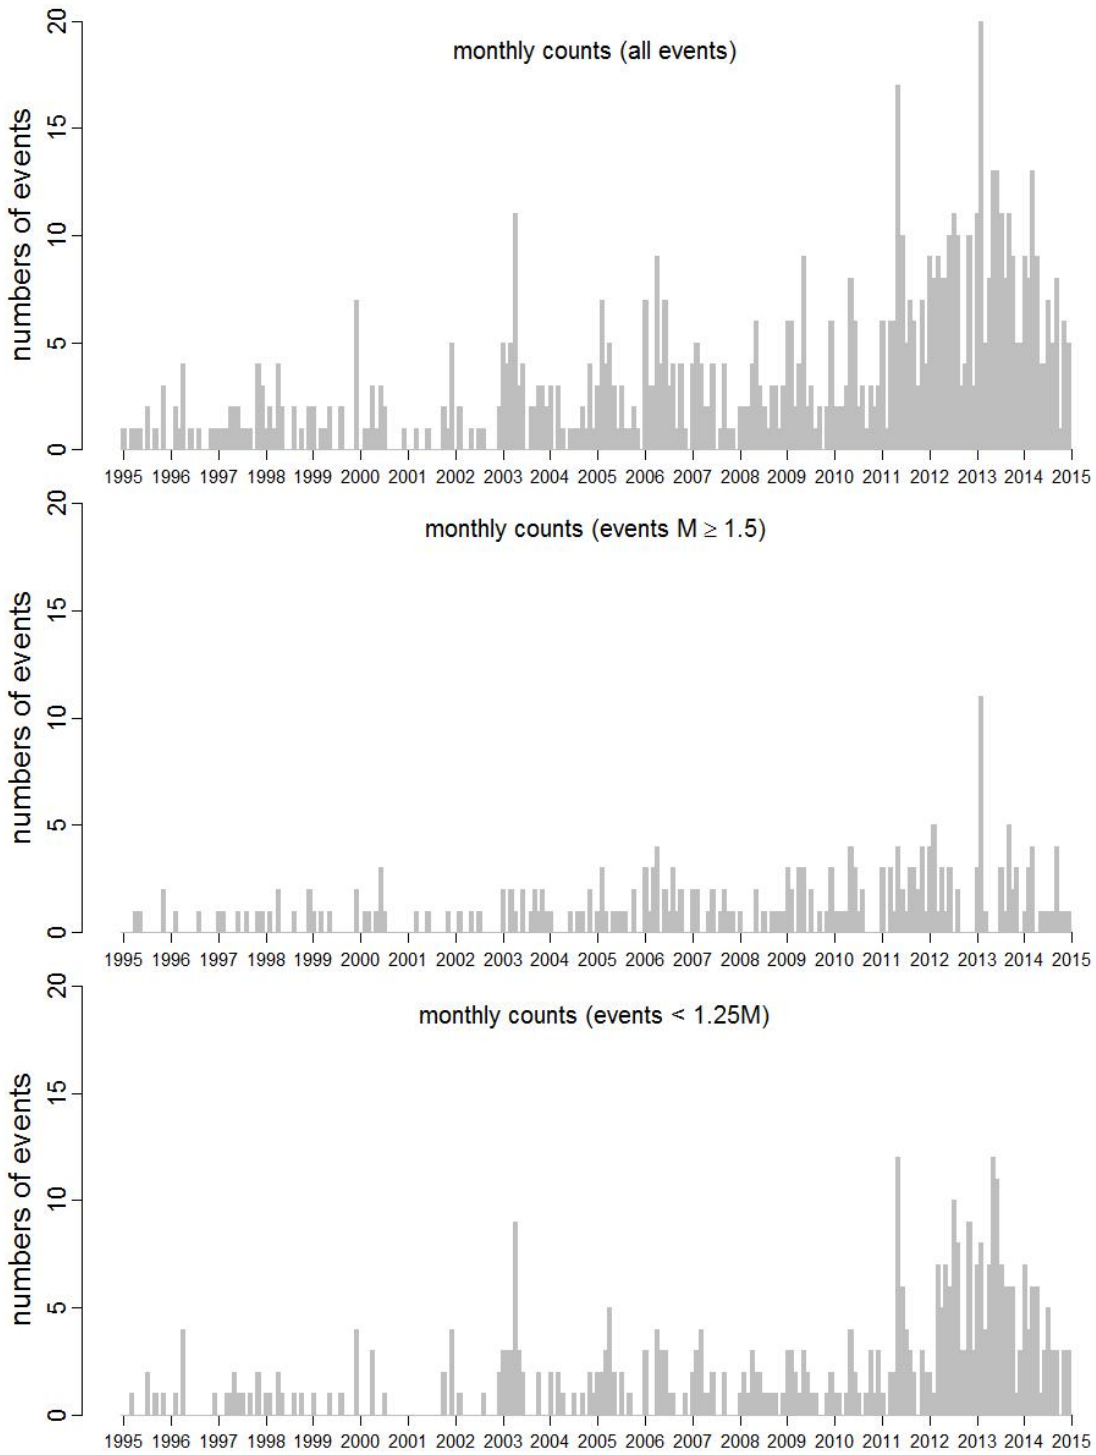 monthly counts (all events)
numbers of events
20
15
10
5
0
1995 1996 1997 1998 1999 2000 2001 2002 2003 2004 2005 2006 2007 2008 2009 2010 2011 2012 2013 2014 2015
monthly counts (events M ≥ 1.5)
numbers of events
20
15
10
5
0
1995 1996 1997 1998 1999 2000 2001 2002 2003 2004 2005 2006 2007 2008 2009 2010 2011 2012 2013 2014 2015
monthly counts (events < 1.25M)
numbers of events
20
15
10
5
0
1995 1996 1997 1998 1999 2000 2001 2002 2003 2004 2005 2006 2007 2008 2009 2010 2011 2012 2013 2014 2015